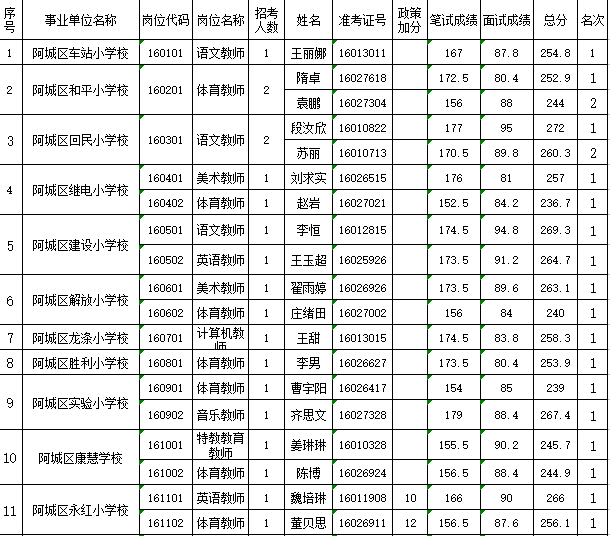 序号 事业单位名称 岗位代码 岗位名称 招考人数 姓名 准考证号 政策加分 笔试成绩 面试成绩 总分 名次
1 阿城区车站小学校 160101 语文教师 1 王丽娜 16013011 167 87.8 254.8 1
2 阿城区和平小学校 160201 体育教师 2 隋卓 16027618 172.5 80.4 252.9 1
袁鹏 16027304 156 88 244 2
3 阿城区回民小学校 160301 语文教师 2 段汝欣 16010822 177 95 272 1
苏丽 16010713 170.5 89.8 260.3 2
4 阿城区继电小学校 160401 美术教师 1 刘求实 16026515 176 81 257 1
160402 体育教师 1 赵岩 16027021 152.5 84.2 236.7 1
5 阿城区建设小学校 160501 语文教师 1 李恒 16012815 174.5 94.8 269.3 1
160502 英语教师 1 王玉超 16025926 173.5 91.2 264.7 1
6 阿城区解放小学校 160601 美术教师 1 翟雨婷 16026926 173.5 89.6 263.1 1
160602 体育教师 1 庄绪田 16027002 156 84 240 1
7 阿城区龙涤小学校 160701 计算机教师 1 王甜 16013015 174.5 83.8 258.3 1
8 阿城区胜利小学校 160801 体育教师 1 李男 16026627 173.5 80.4 253.9 1
9 阿城区实验小学校 160901 体育教师 1 曹宇阳 16026417 154 85 239 1
160902 音乐教师 1 齐思文 16027328 179 88.4 267.4 1
10 阿城区康慧学校 161001 特教教育教师 1 姜琳琳 16010328 155.5 90.2 245.7 1
161002 体育教师 1 陈博 16026924 156.5 88.4 244.9 1
11 阿城区永红小学校 161101 英语教师 1 魏培琳 16011908 10 166 90 266 1
161102 体育教师 1 董贝思 16026911 12 156.5 87.6 256.1 1